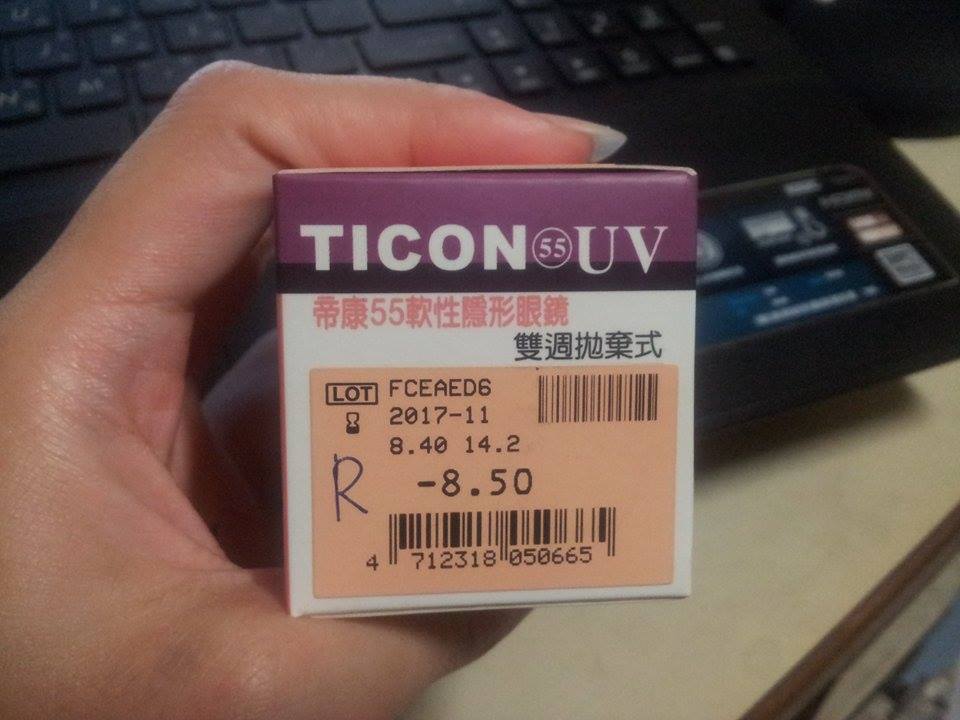 TICON 55 UV
帝康55軟性隱形眼鏡
雙週拋棄式
LOT FCEAED6
2017-11
8.40 14.2
R -8.50
4 712318 050665